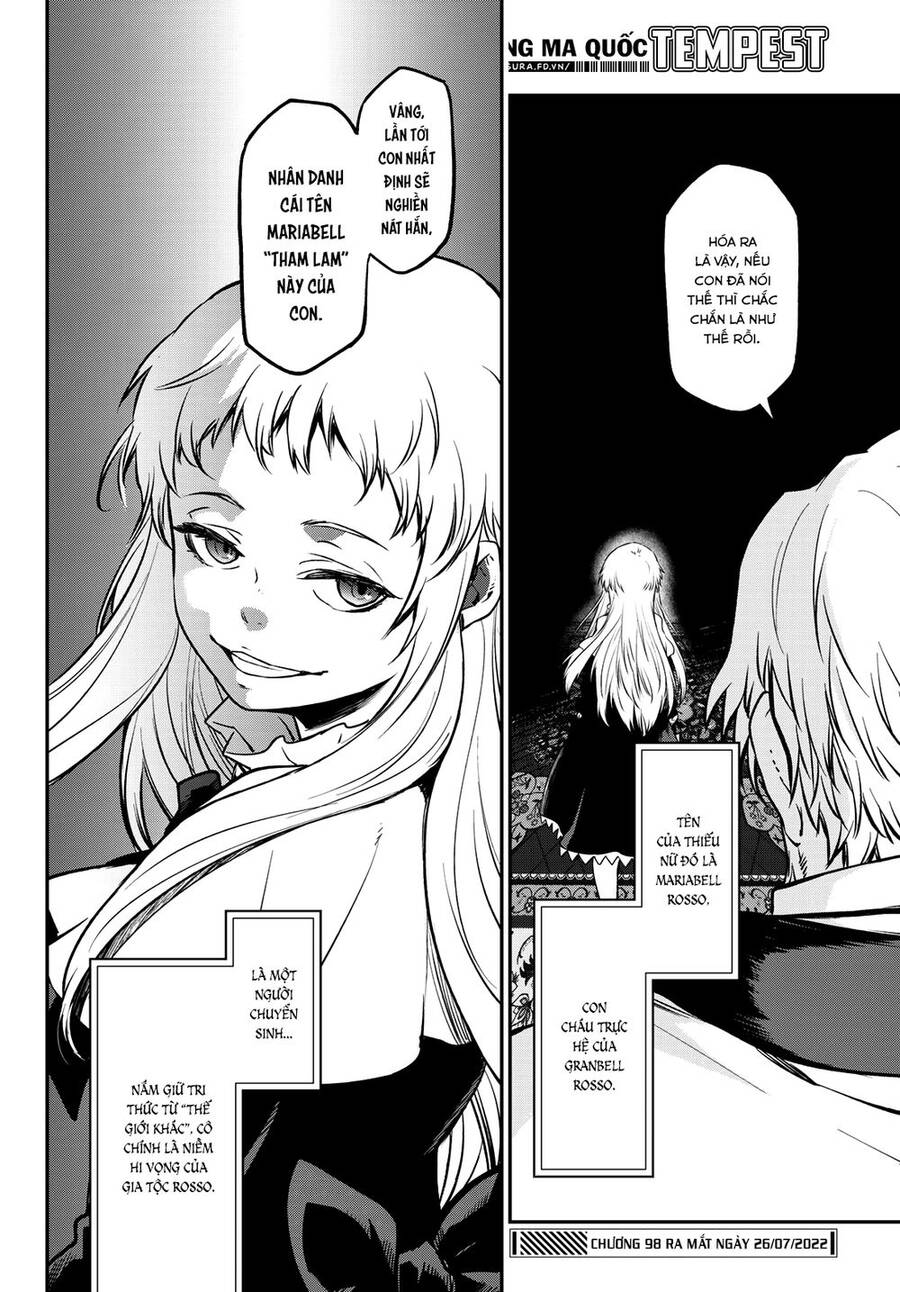 NG MA QUỐC TEMPEST
SURA.FD.VN/
HÓA RA
LÀ VẬY, NẾU
CON ĐÃ NÓI
THẾ THÌ CHẮC
CHẮN LÀ NHƯ
THẾ RỒI.
TÊN
CỦA THIẾU
NỮ ĐÓ LÀ
MARIABELL
ROSSO,
CON
CHÁU TRỰC
HỆ CỦA
GRANBELL
ROSSO.
CHƯƠNG 98 RA MẮT NGÀY 26/07/2022
VÂNG,
LẦN TỚI
CON NHẤT
ĐỊNH SẼ
NGHIỀN
NÁT HẮN,
NHÂN DANH
CÁI TÊN
MARIABELL
“THAM LAM”
NÀY CỦA
CON.
LÀ MỘT
NGƯỜI
CHUYỂN
SINH...
NẮM GIỮ TRI
THỨC TỪ “THẾ
GIỚI KHÁC”, CÔ
CHÍNH LÀ NIỀM
HI VỌNG CỦA
GIA TỘC ROSSO.